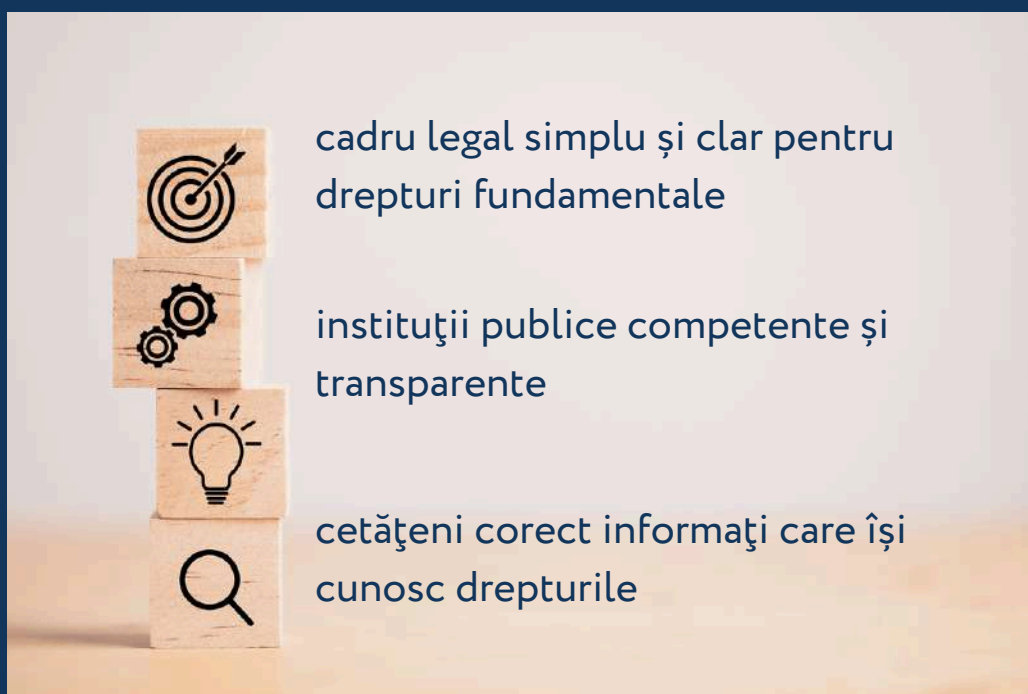 cadru legal simplu și clar pentru
drepturi fundamentale
instituţii publice competente și
transparente
cetăţeni corect informaţi care își
cunosc drepturile